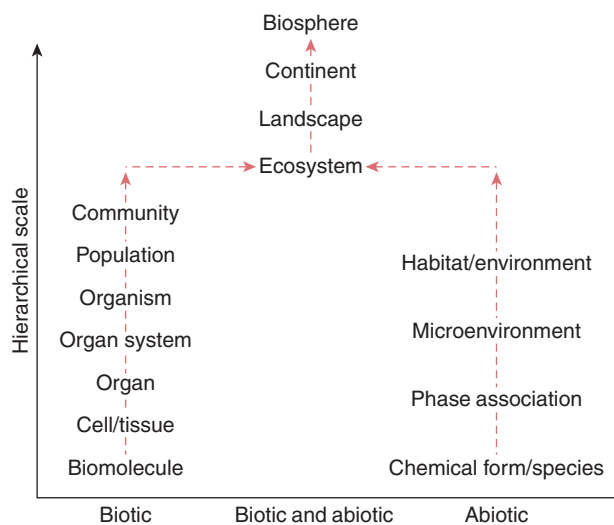 Biosphere
Continent
Landscape
Ecosystem
Community
Population
Organism
Organ system
Organ
Cell/tissue
Biomolecule
Habitat/environment
Microenvironment
Phase association
Chemical form/species
Hierarchical scale
Biotic
Biotic and abiotic
Abiotic